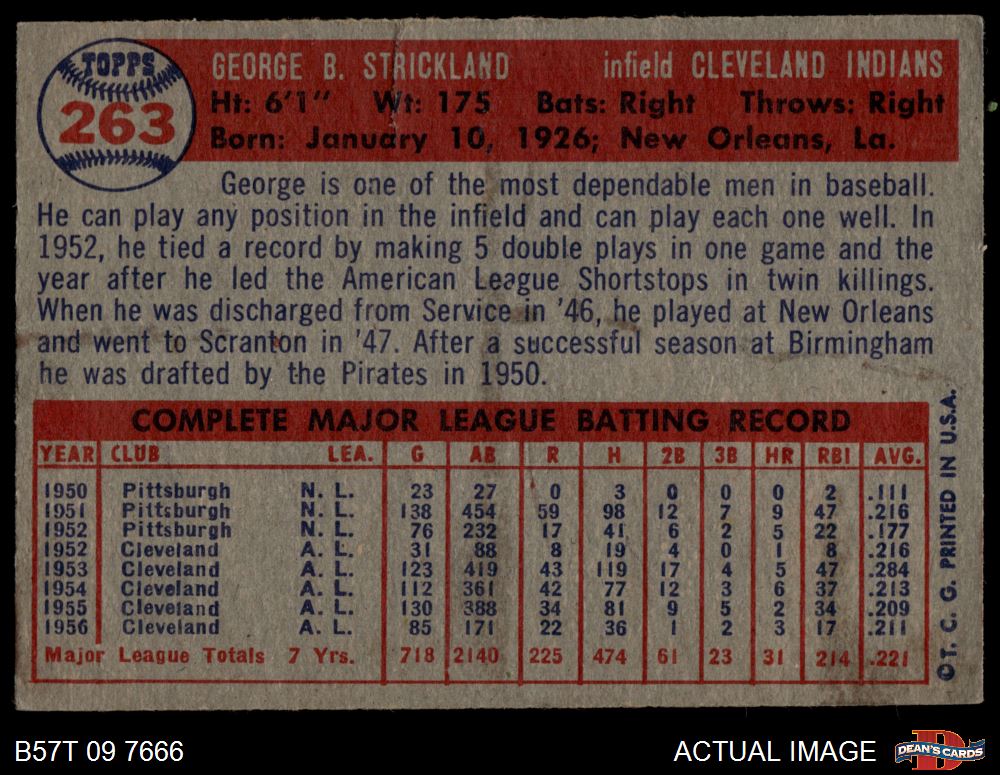 TOPPS
263
GEORGE B. STRICKLAND infield CLEVELAND INDIANS
Ht: 6'1" Wt: 175 Bats: Right Throws: Right
Born: January 10, 1926; New Orleans, La.
George is one of the most dependable men in baseball.
He can play any position in the infield and can play each one well. In
1952, he tied a record by making 5 double plays in one game and the
year after he led the American League Shortstops in twin killings.
When he was discharged from Service in '46, he played at New Orleans
and went to Scranton in '47. After a successful season at Birmingham
he was drafted by the Pirates in 1950.
COMPLETE MAJOR LEAGUE BATTING RECORD
YEAR CLUB LEA. G AB R H 2B 3B HR RBI AVG.
1950 Pittsburgh N. L. 23 27 0 3 0 0 0 2 .111
1951 Pittsburgh N. L. 138 454 59 98 12 7 9 47 .216
1952 Pittsburgh N. L. 76 232 17 41 6 2 5 22 .177
1952 Cleveland A. L. 31 88 8 19 4 0 1 8 .216
1953 Cleveland A. L. 123 419 43 119 17 4 5 47 .284
1954 Cleveland A. L. 112 361 42 77 12 3 6 37 .213
1955 Cleveland A. L. 130 388 34 81 9 5 2 34 .209
1956 Cleveland A. L. 85 171 22 36 1 2 3 17 .211
Major League Totals 7 Yrs. 718 2140 225 474 61 23 31 214 .221
©T. C. G. PRINTED IN U.S.A.
B57T 09 7666
ACTUAL IMAGE
DEAN'S CARDS